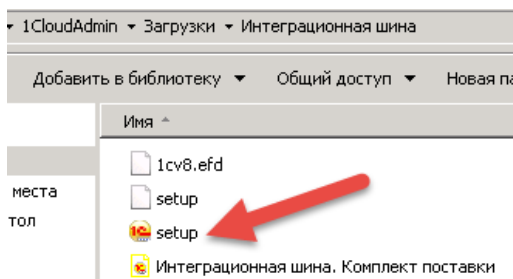 1CloudAdmin Загрузки Интеграционная шина
Добавить в библиотеку Общий доступ Новая
Имя
1cv8.efd
места setup
тол setup
Интеграционная шина. Комплект поставки